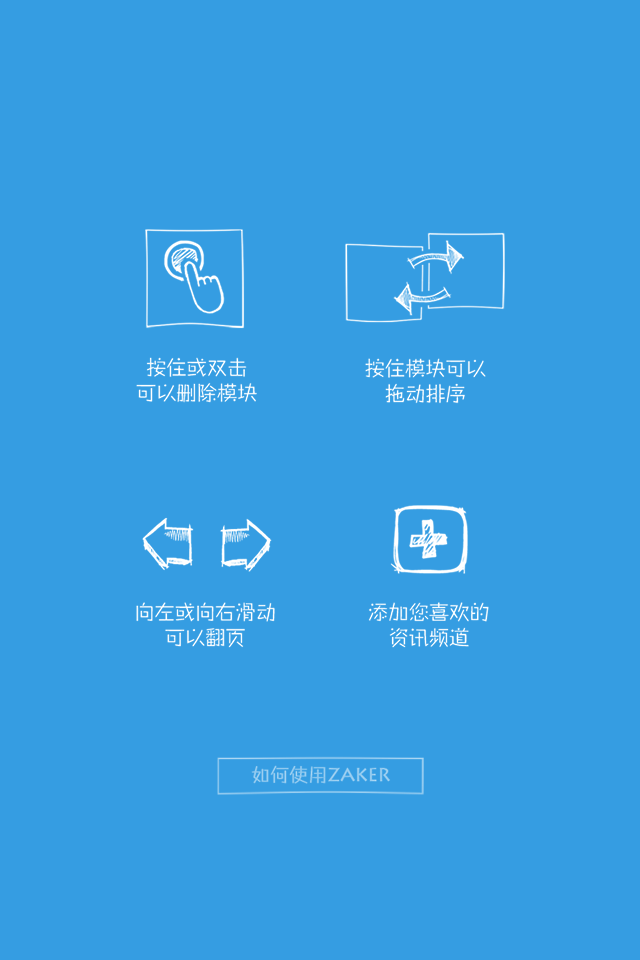 按住或双击
可以删除模块
按住模块可以
拖动排序
向左或向右滑动
可以翻页
添加您喜欢的
资讯频道
如何使用ZAKER